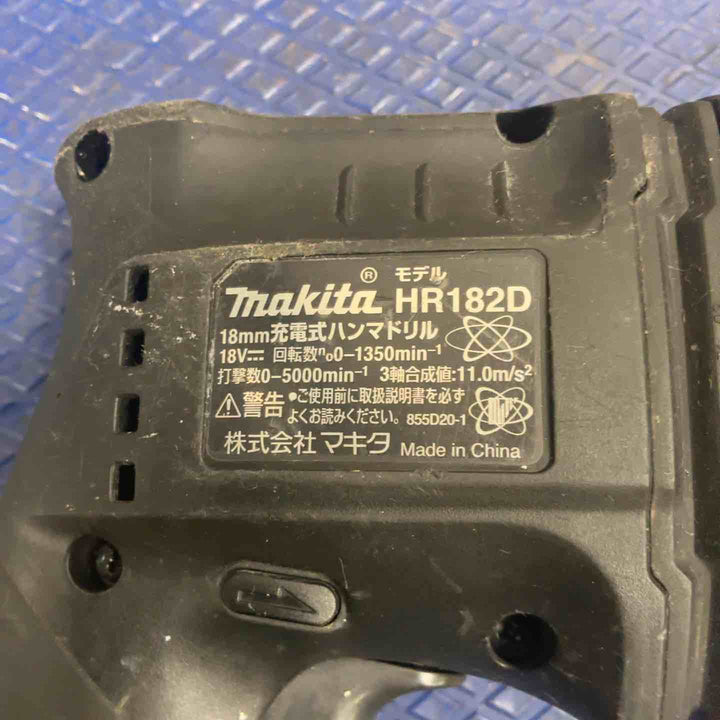 モデル
makita® HR182D
18mm充電式ハンマドリル
18V⎓ 回転数n₀0–1350min⁻¹
打撃数0–5000min⁻¹ 3軸合成値:11.0m/s²
⚠警告 •ご使用前に取扱説明書を必ず
よくお読みください。 855D20-1
株式会社マキタ Made in China